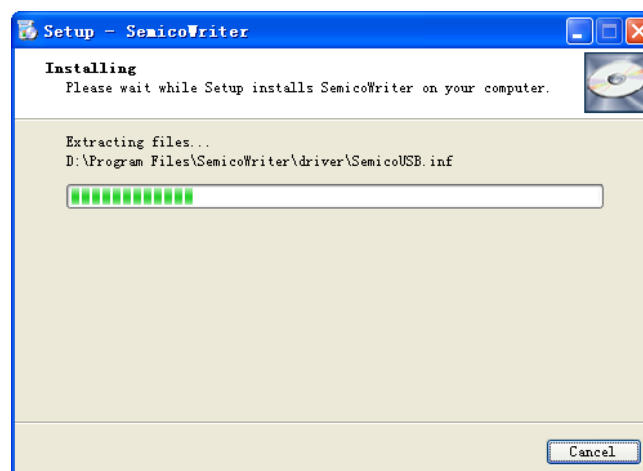 Setup - SemicoWriter
Installing
Please wait while Setup installs SemicoWriter on your computer.
Extracting files...
D:\Program Files\SemicoWriter\driver\SemicoUSB.inf
Cancel